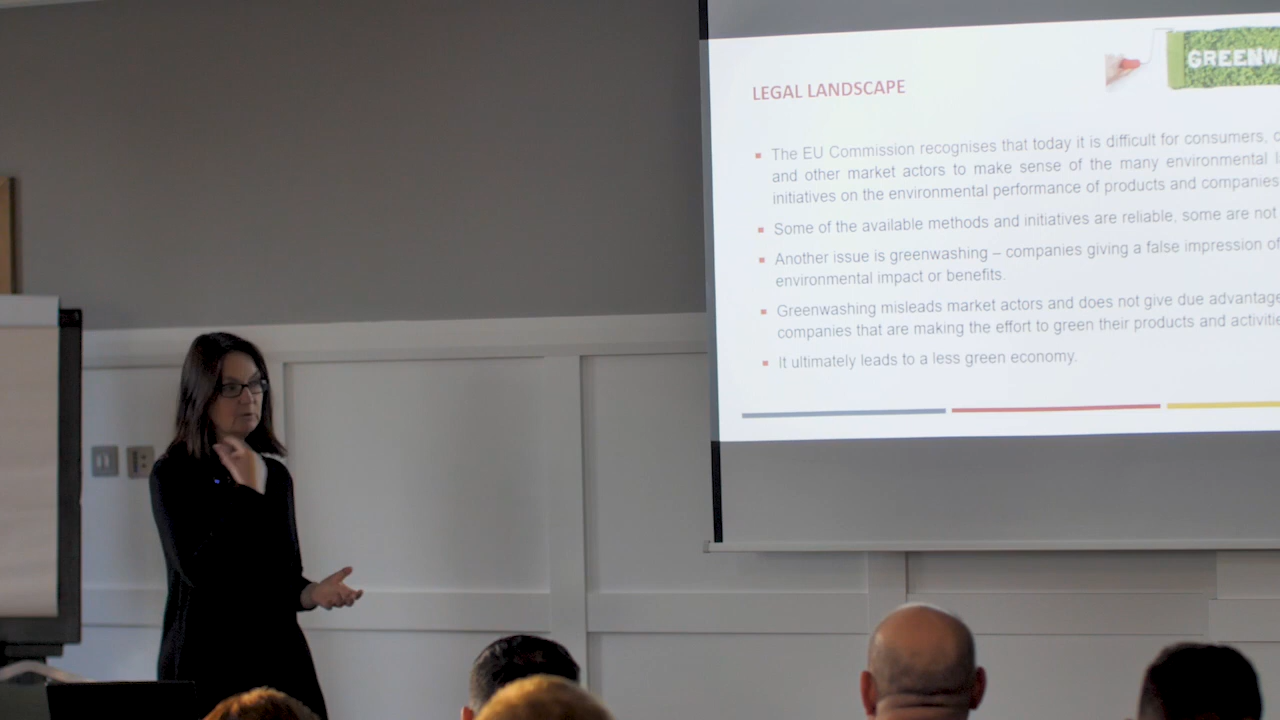 GREENW
LEGAL LANDSCAPE
The EU Commission recognises that today it is difficult for consumers,
and other market actors to make sense of the many environmental
initiatives on the environmental performance of products and companies
Some of the available methods and initiatives are reliable, some are not
Another issue is greenwashing – companies giving a false impression of
environmental impact or benefits.
Greenwashing misleads market actors and does not give due advantage
companies that are making the effort to green their products and activitie
It ultimately leads to a less green economy.